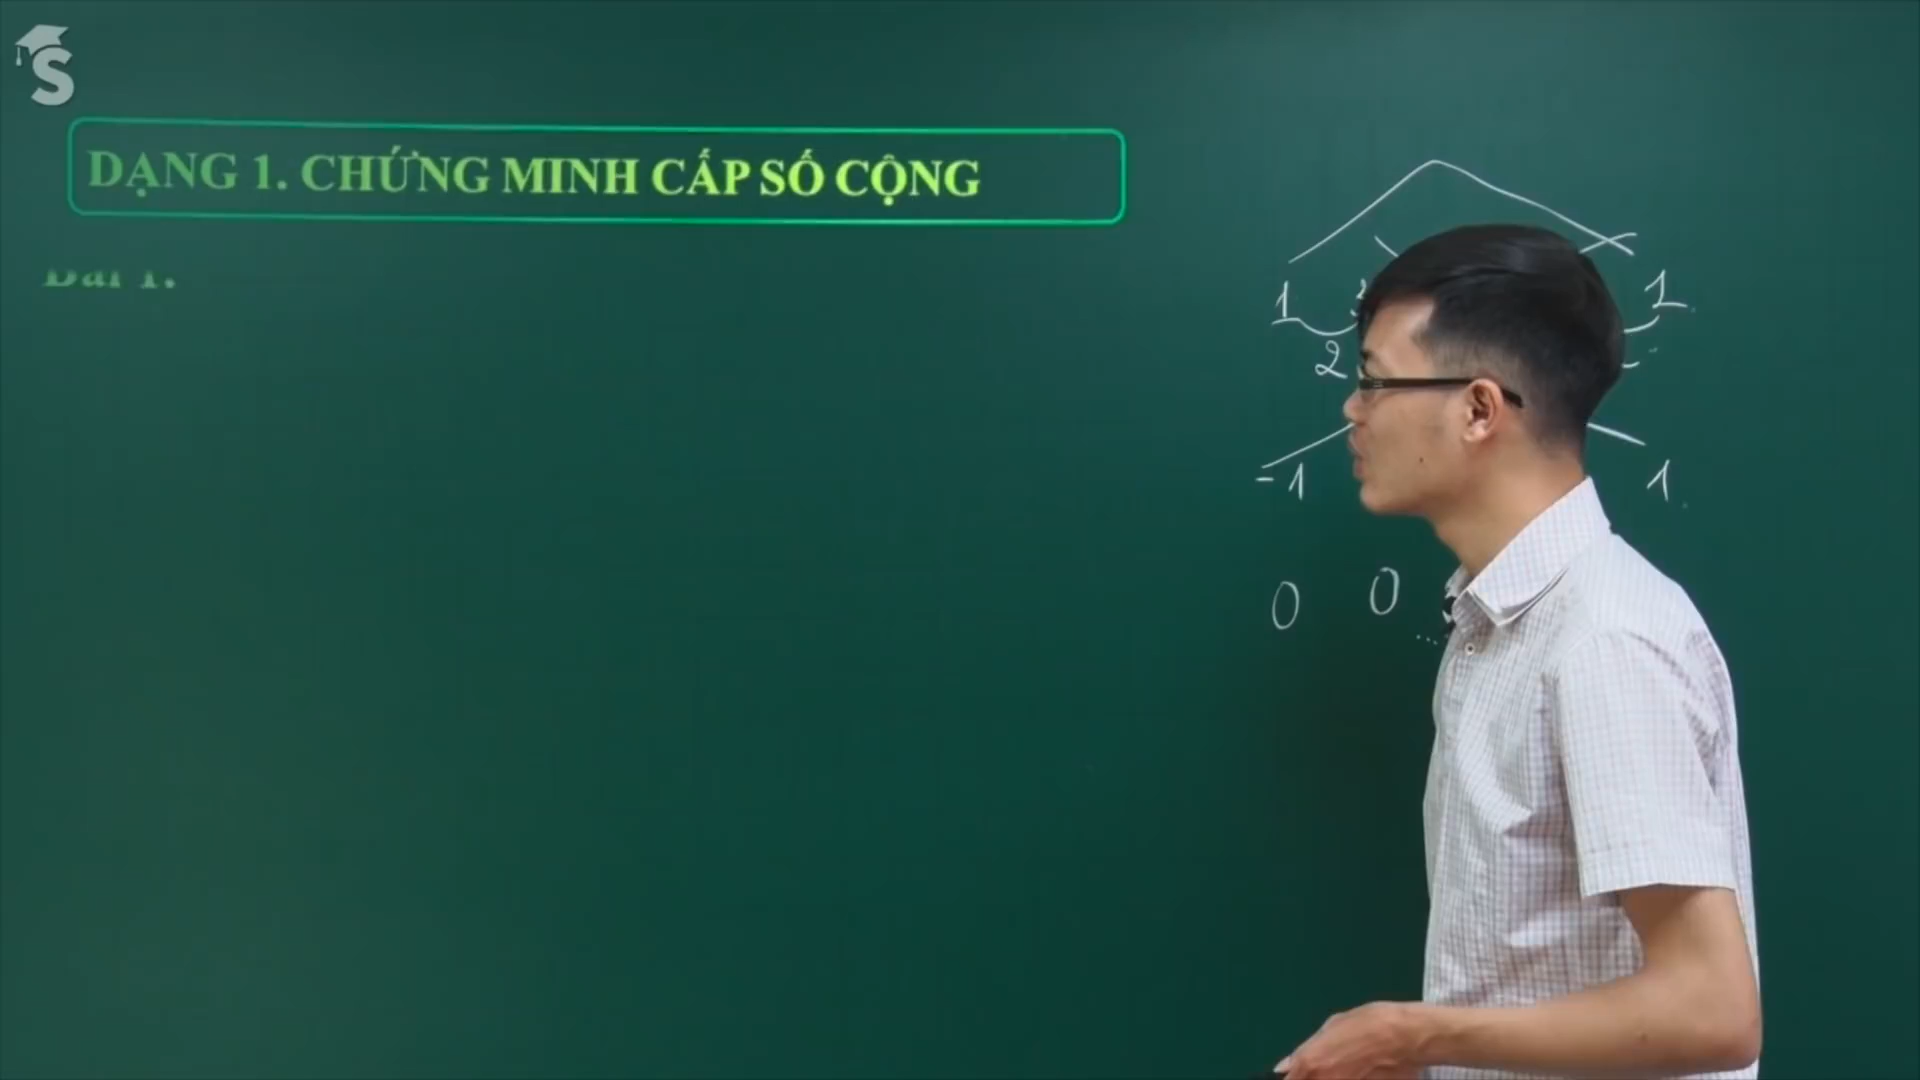 S
DẠNG 1. CHỨNG MINH CẤP SỐ CỘNG
1 1
2
-1 1
0 0 ...